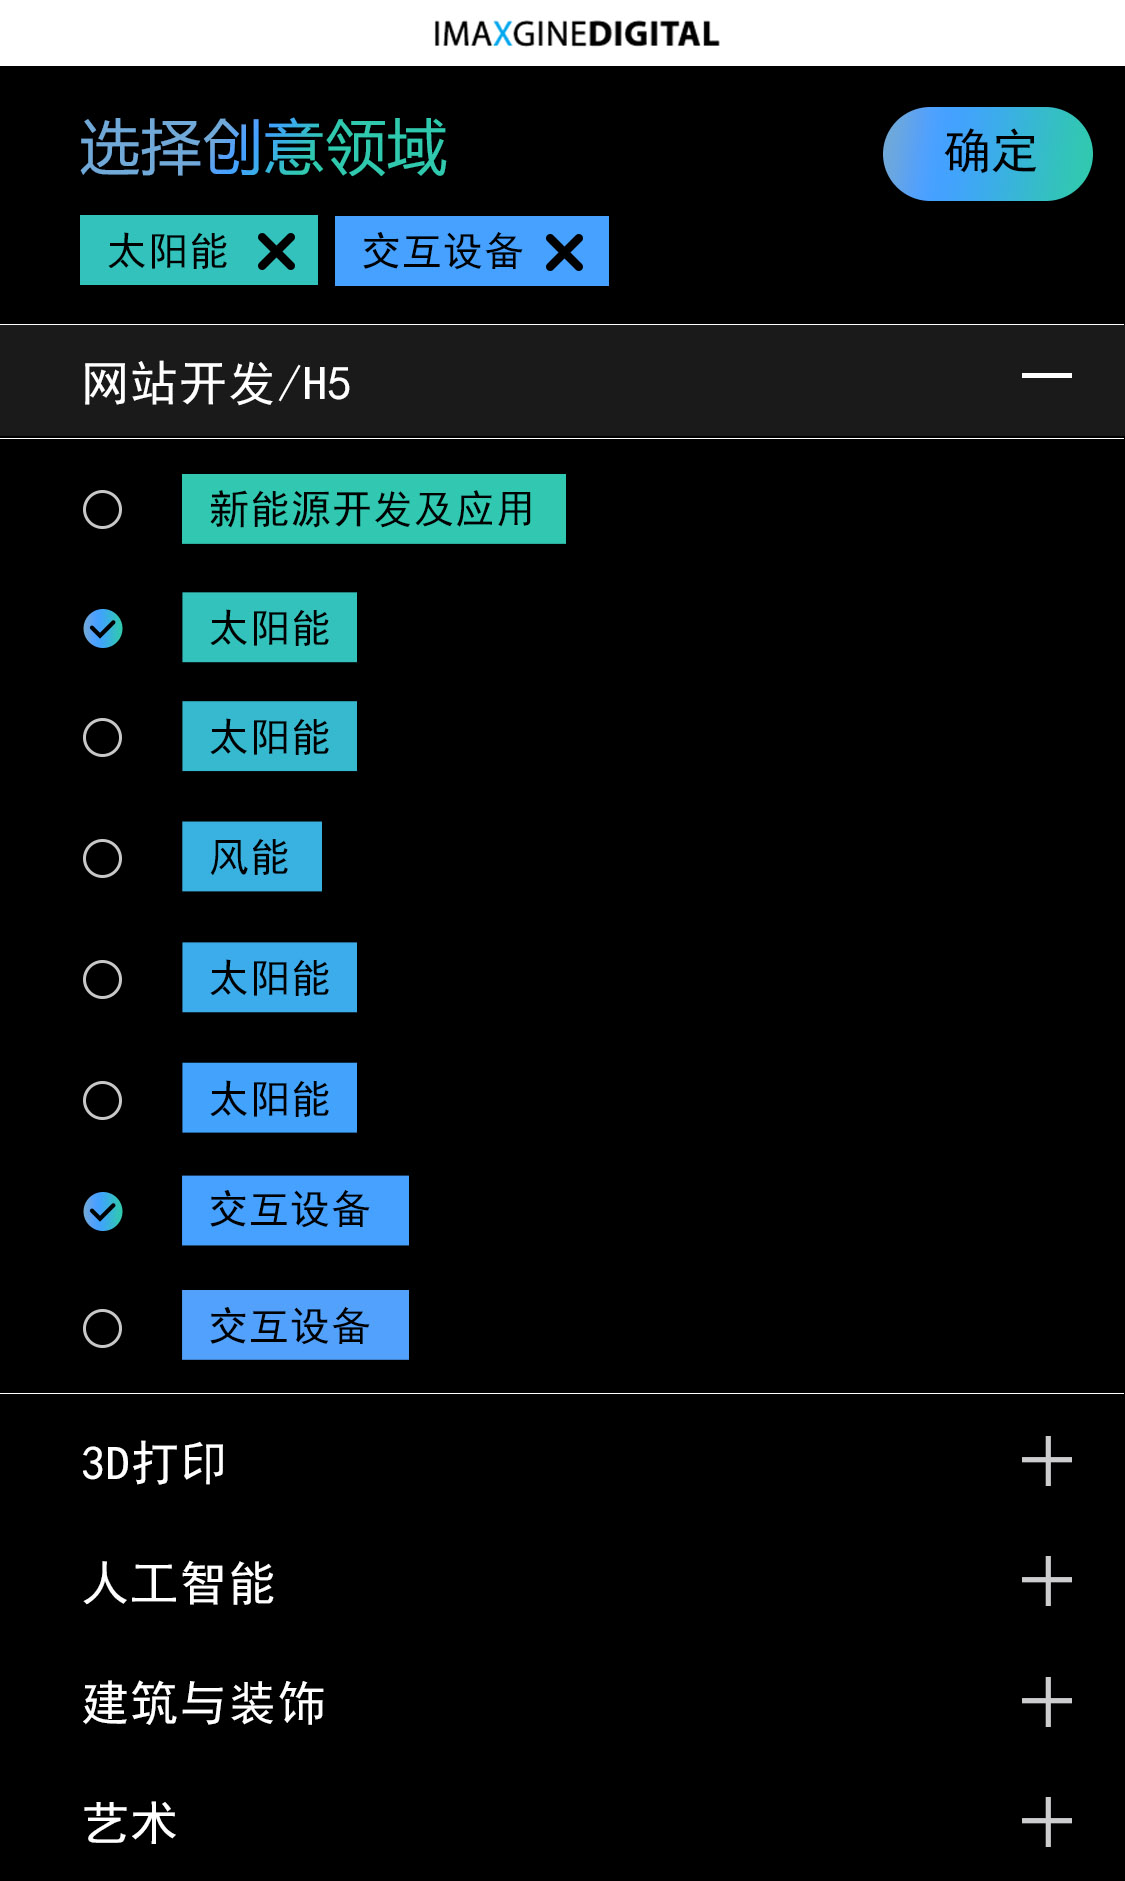 IMAXGINEDIGITAL
选择创意领域
确定
太阳能
交互设备
网站开发/H5
新能源开发及应用
太阳能
太阳能
风能
太阳能
太阳能
交互设备
交互设备
3D打印
人工智能
建筑与装饰
艺术